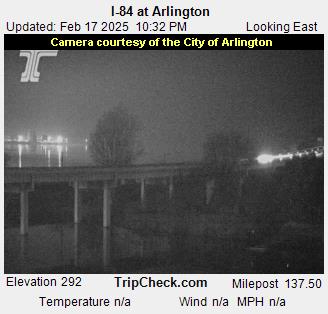 I-84 at Arlington
Updated: Feb 17 2025 10:32 PM Looking East
Camera courtesy of the City of Arlington
Elevation 292 TripCheck.com Milepost 137.50
Temperature n/a Wind n/a MPH n/a